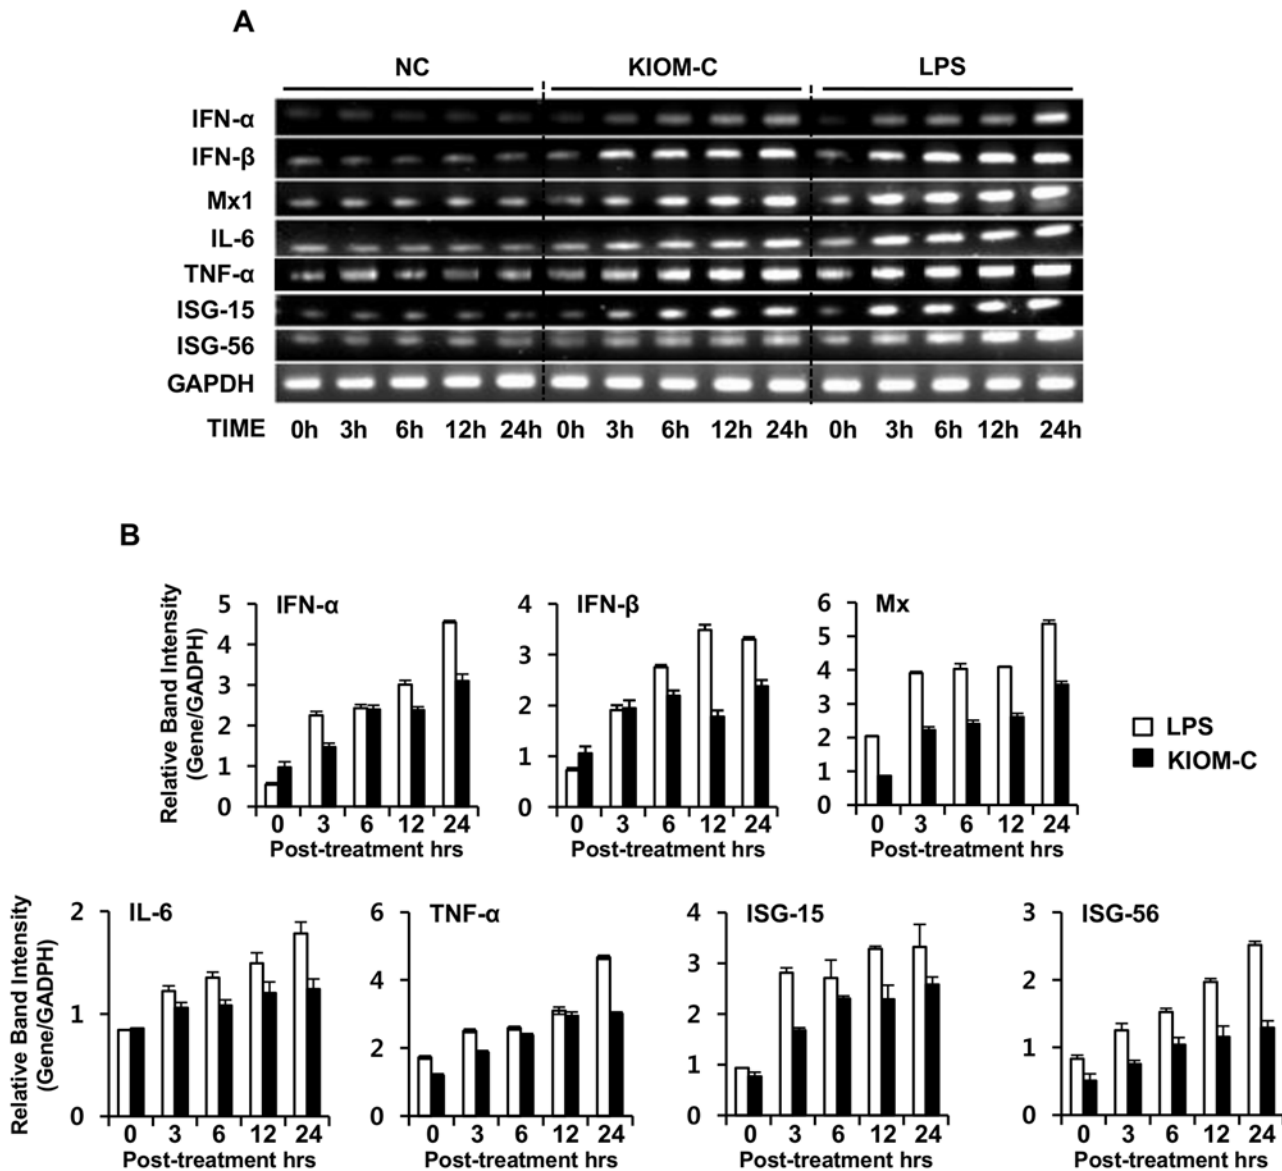 A
NC KIOM-C LPS
IFN-α
IFN-β
Mx1
IL-6
TNF-α
ISG-15
ISG-56
GAPDH
TIME 0h 3h 6h 12h 24h 0h 3h 6h 12h 24h 0h 3h 6h 12h 24h
B
Relative Band Intensity
(Gene/GADPH)
IFN-α
5
4
3
2
1
0
0 3 6 12 24
Post-treatment hrs
IFN-β
4
3
2
1
0
0 3 6 12 24
Post-treatment hrs
Mx
6
5
4
3
2
1
0
0 3 6 12 24
Post-treatment hrs
LPS
KIOM-C
Relative Band Intensity
(Gene/GADPH)
IL-6
2
1
0
0 3 6 12 24
Post-treatment hrs
TNF-α
6
4
2
0
0 3 6 12 24
Post-treatment hrs
ISG-15
4
3
2
1
0
0 3 6 12 24
Post-treatment hrs
ISG-56
3
2
1
0
0 3 6 12 24
Post-treatment hrs